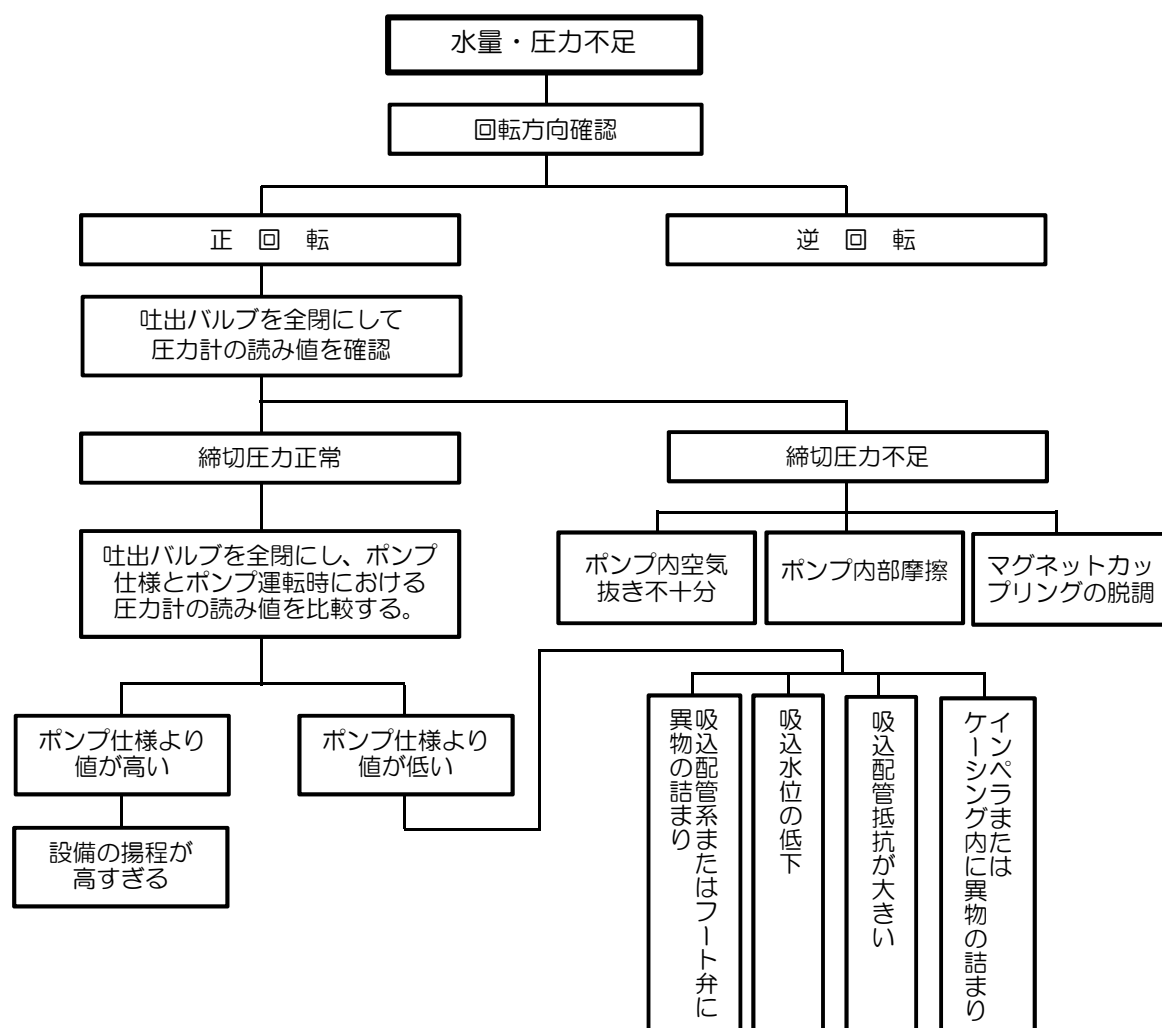 水量・圧力不足
回転方向確認
正 回 転
逆 回 転
吐出バルブを全閉にして
圧力計の読み値を確認
締切圧力正常
締切圧力不足
吐出バルブを全閉にし、ポンプ
仕様とポンプ運転時における
圧力計の読み値を比較する。
ポンプ内空気
抜き不十分
ポンプ内部摩擦
マグネットカッ
プリングの脱調
ポンプ仕様より
値が高い
ポンプ仕様より
値が低い
設備の揚程が
高すぎる
吸込配管系またはフート弁に
異物の詰まり
吸込水位の低下
吸込配管抵抗が大きい
インペラまたは
ケーシング内に異物の詰まり